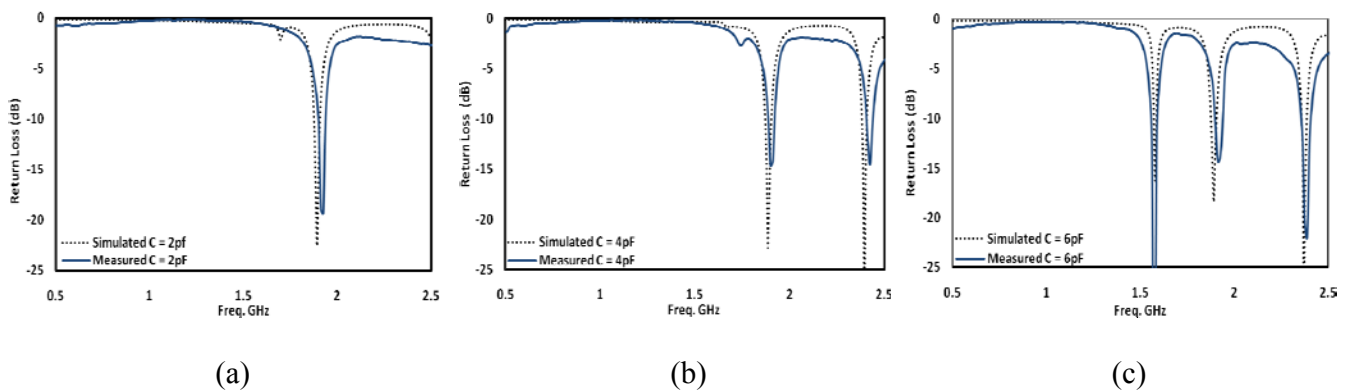 0
-5
-10
-15
-20
-25
Return Loss (dB)
Simulated C = 2pf
Measured C = 2pF
0.5 1 1.5 2 2.5
Freq. GHz
(a)
0
-5
-10
-15
-20
-25
Return Loss (dB)
Simulated C = 4pF
Measured C = 4pF
0.5 1 1.5 2 2.5
Freq. GHz
(b)
0
-5
-10
-15
-20
-25
Return Loss (dB)
Simulated C = 6pF
Measured C = 6pF
0.5 1 1.5 2 2.5
Freq. GHz
(c)